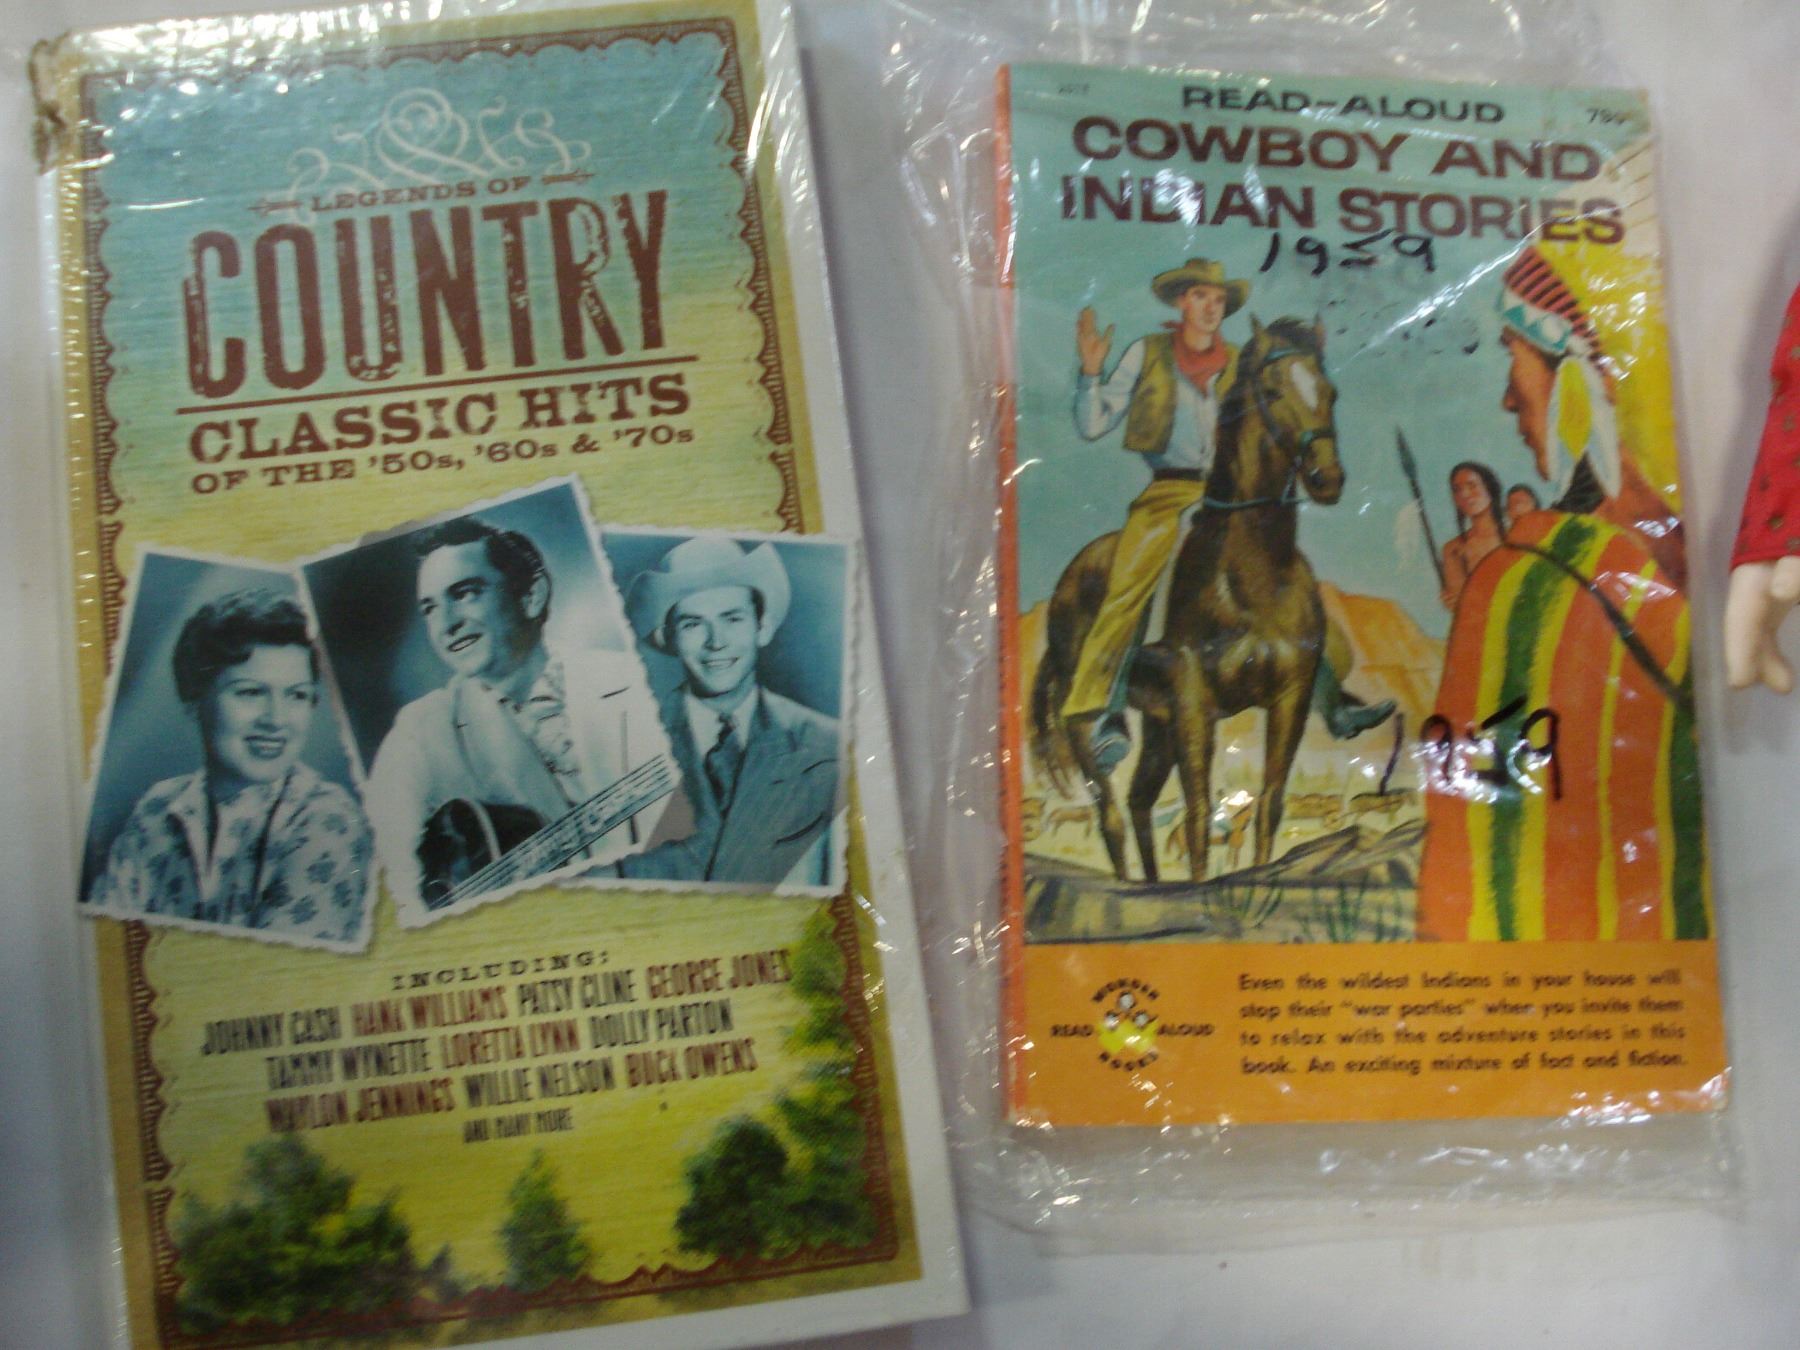 LEGENDS OF
COUNTRY
CLASSIC HITS
OF THE '50s, '60s & '70s
INCLUDING:
JOHNNY CASH HANK WILLIAMS PATSY CLINE GEORGE JONES
TAMMY WYNETTE LORETTA LYNN DOLLY PARTON
WAYLON JENNINGS WILLIE NELSON BUCK OWENS
AND MANY MORE
READ-ALOUD
COWBOY AND
INDIAN STORIES
1959
1959
WONDER
READ ALOUD
BOOKS
Even the wildest Indians in your house will
stop their "war parties" when you invite them
to relax with the adventure stories in this
book. An exciting mixture of fact and fiction.